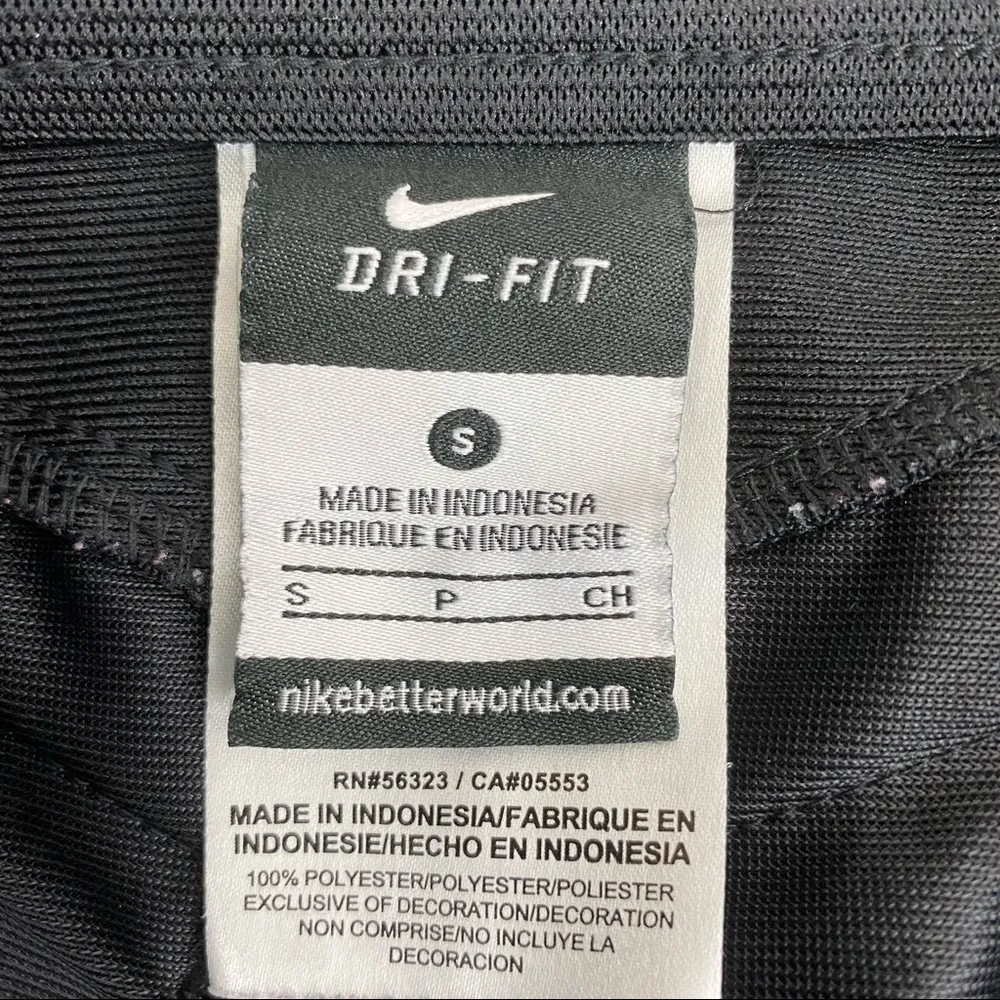 DRI-FIT
S
MADE IN INDONESIA
FABRIQUE EN INDONESIE
S P CH
nikebetterworld.com
RN#56323 / CA#05553
MADE IN INDONESIA/FABRIQUE EN
INDONESIE/HECHO EN INDONESIA
100% POLYESTER/POLYESTER/POLIESTER
EXCLUSIVE OF DECORATION/DECORATION
NON COMPRISE/NO INCLUYE LA
DECORACION